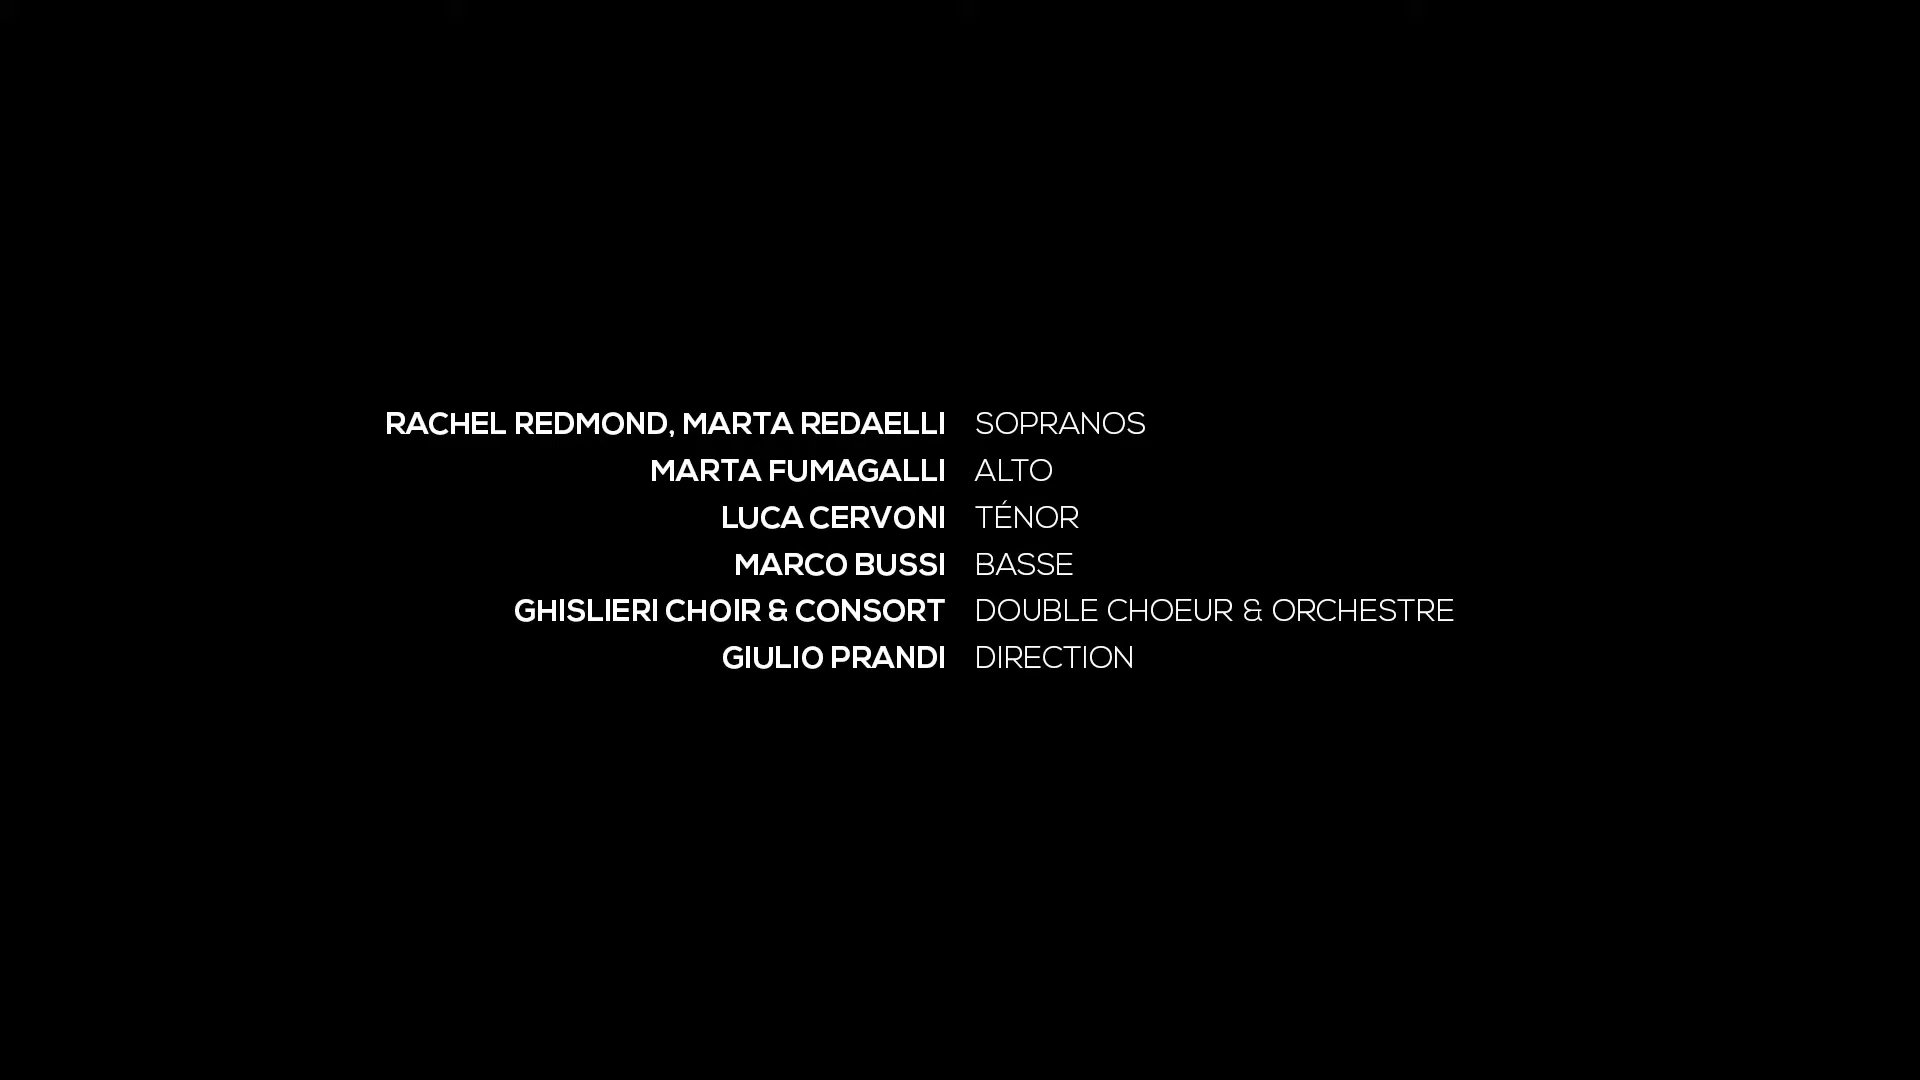 RACHEL REDMOND, MARTA REDAELLI SOPRANOS
MARTA FUMAGALLI ALTO
LUCA CERVONI TÉNOR
MARCO BUSSI BASSE
GHISLIERI CHOIR & CONSORT DOUBLE CHOEUR & ORCHESTRE
GIULIO PRANDI DIRECTION